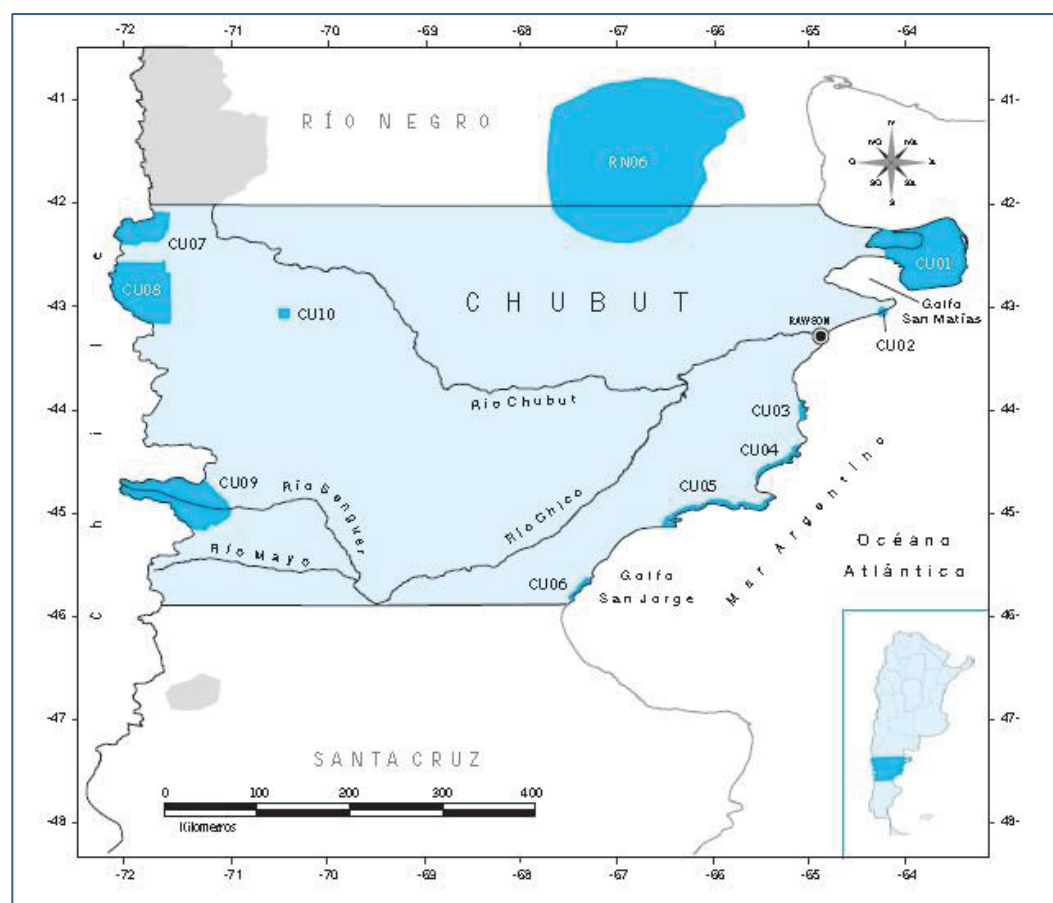 -72 -71 -70 -69 -68 -67 -66 -65 -64
-41 41-
RÍO NEGRO
RN06
-42 42-
CU07
CU01
CU08
CHUBUT
Golfo
San Matías
-43 43-
CU10
RAWSON
CU02
Río Chubut
-44 44-
CU03
CU04
CU09
CU05
Río Senguer
-45 45-
Río Chico
Río Mayo
Mar Argentino
Océano
Atlántico
CU06
Golfo
San Jorge
Chile
-46 46-
-47 47-
SANTA CRUZ
0 100 200 300 400
Kilometros
-48 48-
-72 -71 -70 -69 -68 -67 -66 -65 -64